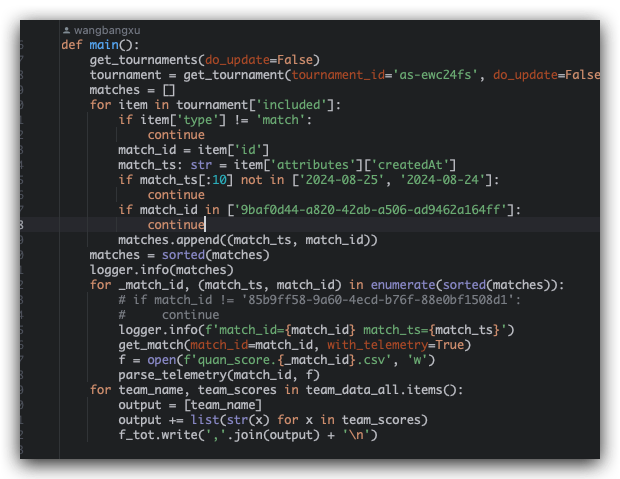 wangbangxu
def main():
    get_tournaments(do_update=False)
    tournament = get_tournament(tournament_id='as-ewc24fs', do_update=False
    matches = []
    for item in tournament['included']:
        if item['type'] != 'match':
            continue
        match_id = item['id']
        match_ts: str = item['attributes']['createdAt']
        if match_ts[:10] not in ['2024-08-25', '2024-08-24']:
            continue
        if match_id in ['9baf0d44-a820-42ab-a506-ad9462a164ff']:
            continue
        matches.append((match_ts, match_id))
    matches = sorted(matches)
    logger.info(matches)
    for _match_id, (match_ts, match_id) in enumerate(sorted(matches)):
        # if match_id != '85b9ff58-9a60-4ecd-b76f-88e0bf1508d1':
        #     continue
        logger.info(f'match_id={match_id} match_ts={match_ts}')
        get_match(match_id=match_id, with_telemetry=True)
        f = open(f'quan_score.{_match_id}.csv', 'w')
        parse_telemetry(match_id, f)
    for team_name, team_scores in team_data_all.items():
        output = [team_name]
        output += list(str(x) for x in team_scores)
        f_tot.write(','.join(output) + '\n')